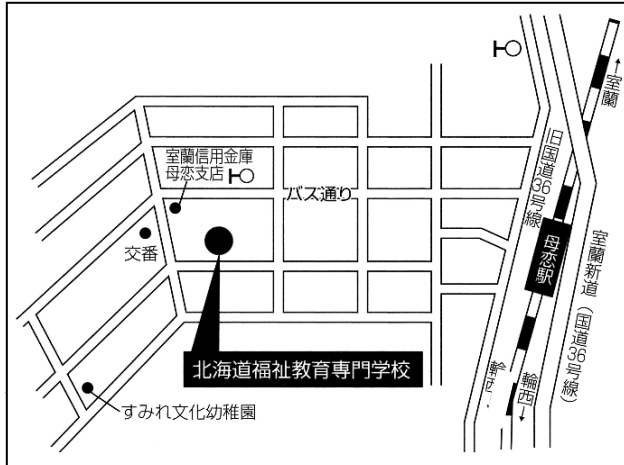 室蘭信用金庫
母恋支店
バス通り
交番
北海道福祉教育専門学校
すみれ文化幼稚園
旧国道36号線
母恋駅
室蘭新道(国道36号線)
↑室蘭
輪西↓
輪西